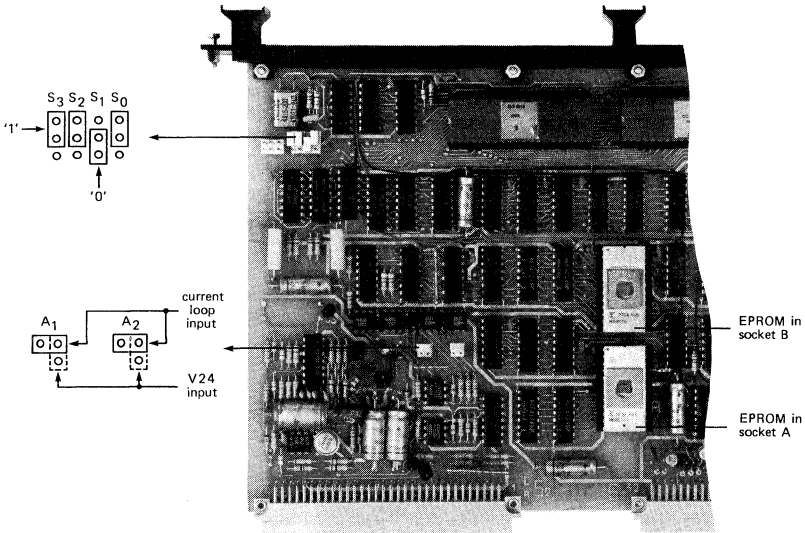 S3 S2 S1 S0
'1'
'0'
current
loop
input
A1
A2
V24
input
EPROM in
socket B
EPROM in
socket A